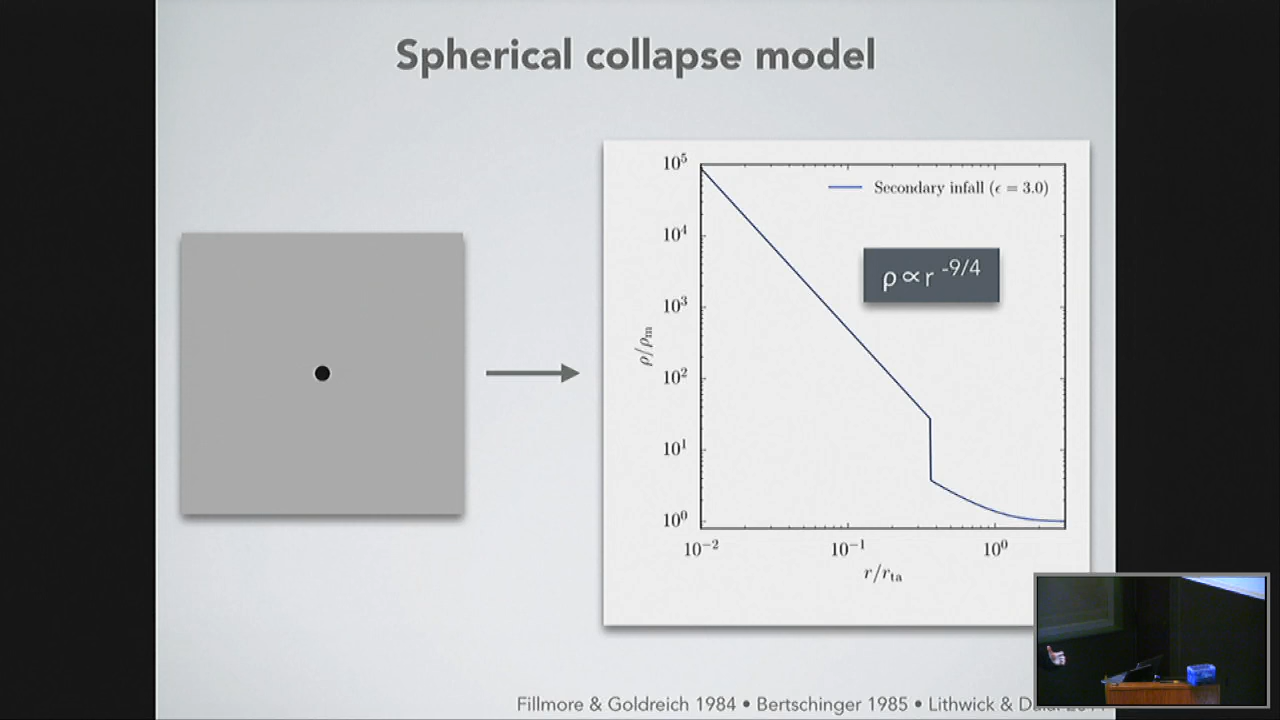 Spherical collapse model
10⁵
10⁴
10³
10²
10¹
10⁰
ρ/ρₘ
Secondary infall (ϵ = 3.0)
ρ ∝ r ^-9/4
10⁻²
10⁻¹
10⁰
r/r_ta
Fillmore & Goldreich 1984 • Bertschinger 1985 • Lithwick &